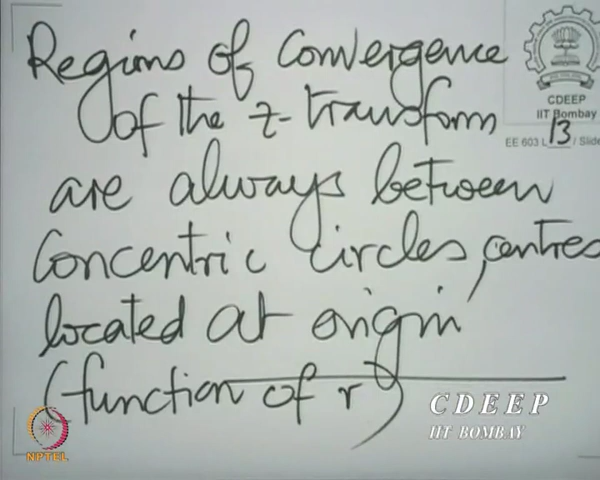 Regions of Convergence
of the z-transform
are always between
Concentric circles, centres
located at origin
(function of r)
CDEEP
IIT Bombay
EE 603 L 13 / Slide
CDEEP
IIT BOMBAY
NPTEL